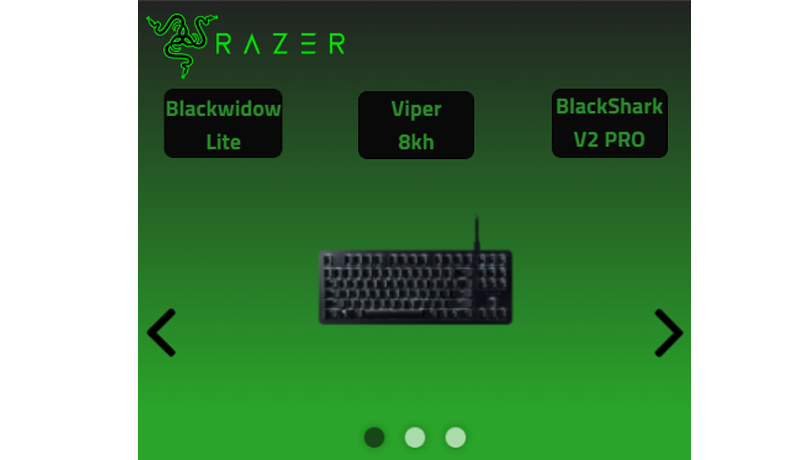 RAZER
Blackwidow
Lite
Viper
8kh
BlackShark
V2 PRO